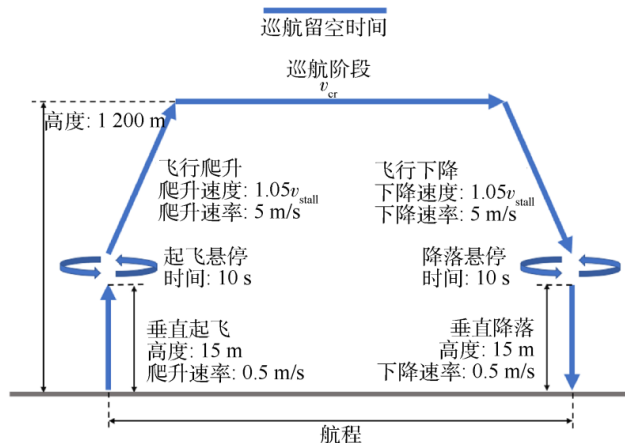 巡航留空时间
巡航阶段
v_cr
高度: 1 200 m
飞行爬升
爬升速度: 1.05v_stall
爬升速率: 5 m/s
飞行下降
下降速度: 1.05v_stall
下降速率: 5 m/s
起飞悬停
时间: 10 s
降落悬停
时间: 10 s
垂直起飞
高度: 15 m
爬升速率: 0.5 m/s
垂直降落
高度: 15 m
下降速率: 0.5 m/s
航程